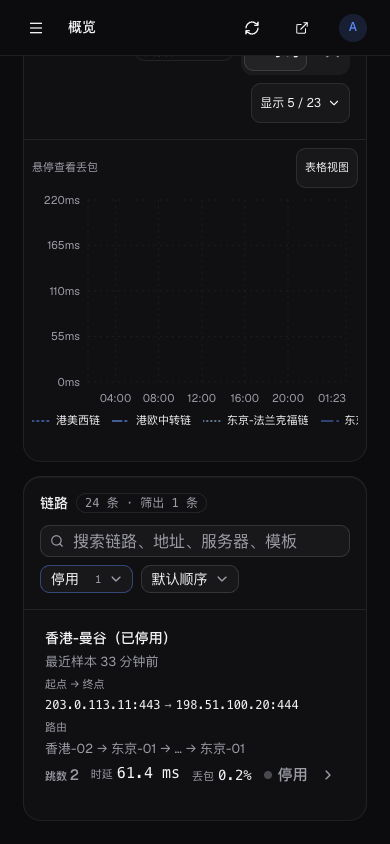 概览
A
显示 5 / 23
悬停查看丢包
表格视图
220ms
165ms
110ms
55ms
0ms
04:00 08:00 12:00 16:00 20:00 01:23
港美西链 港欧中转链 东京-法兰克福链 东
链路 24 条 · 筛出 1 条
搜索链路、地址、服务器、模板
停用 1 默认顺序
香港-曼谷（已停用）
最近样本 33 分钟前
起点 → 终点
203.0.113.11:443 → 198.51.100.20:444
路由
香港-02 → 东京-01 → … → 东京-01
跳数 2 时延 61.4 ms 丢包 0.2% 停用